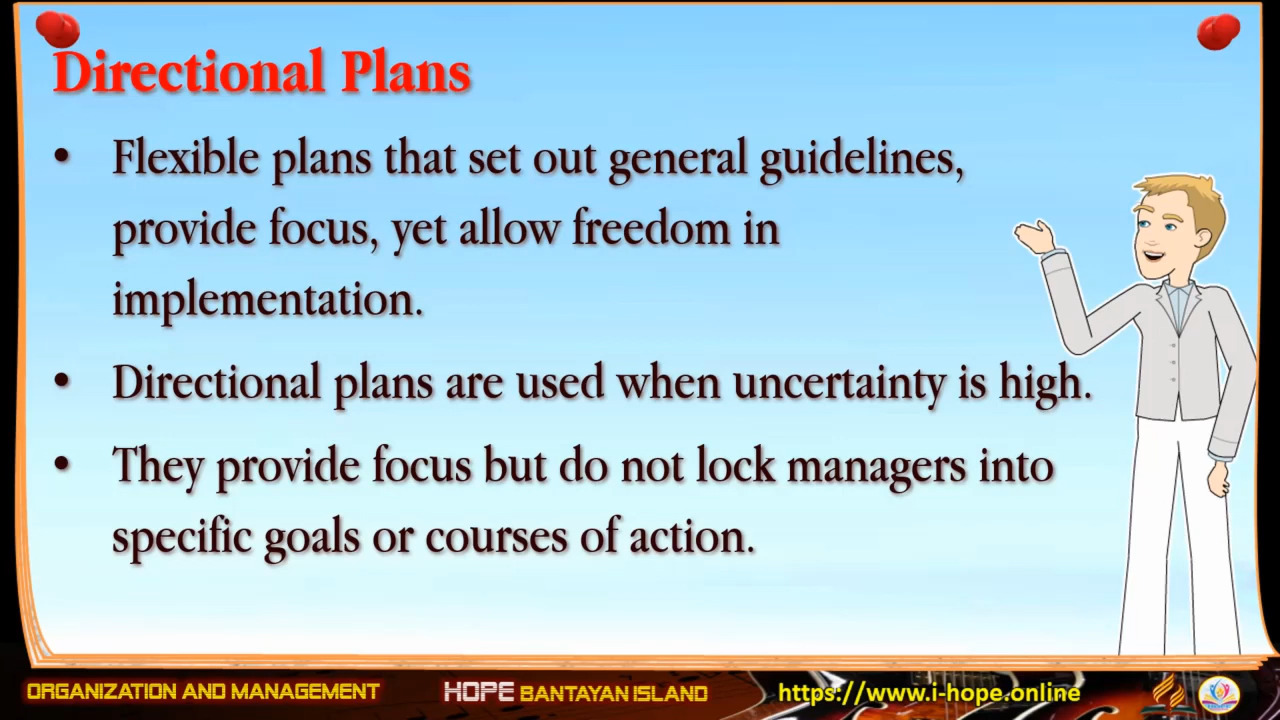 Directional Plans
• Flexible plans that set out general guidelines,
provide focus, yet allow freedom in
implementation.
• Directional plans are used when uncertainty is high.
• They provide focus but do not lock managers into
specific goals or courses of action.
ORGANIZATION AND MANAGEMENT HOPE BANTAYAN ISLAND https://www.i-hope.online